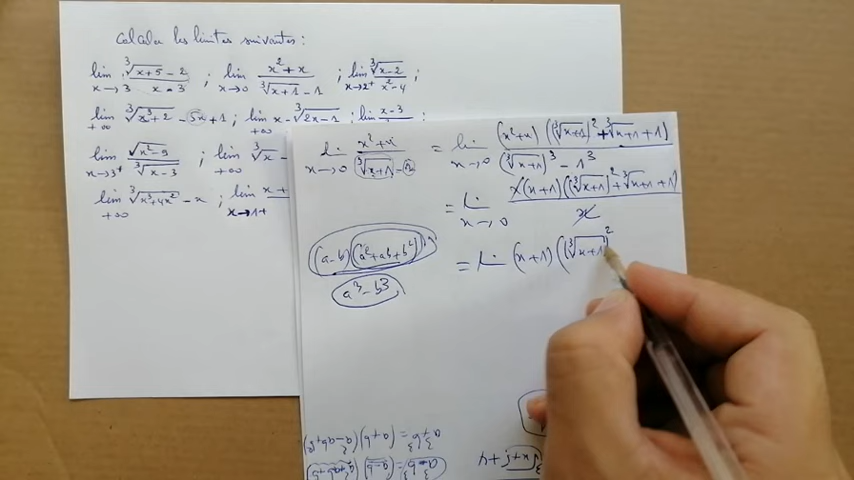 Calculer les limites suivantes :
lim x→3 ∛(x+5) - 2 / x - 3 ; lim x→0 x² + x / ∛(x+1) - 1 ; lim x→2⁺ ∛(x-2) / x² - 4 ;
lim +∞ ∛(x³+2) - 5x + 1 ; lim +∞ x - ∛(2x-1) ; lim x-3
lim x→3⁺ √(x²-9) / ∛(x-3) ; lim +∞ ∛x -
lim +∞ ∛(x³+4x²) - x ; lim x→1+ x+
lim x→0 x²+x / ∛(x+1) - 1 = lim x→0 (x²+x) ((∛(x+1))² + ∛(x+1) + 1) / (∛(x+1))³ - 1³
= lim x→0 x(x+1) ((∛(x+1))² + ∛(x+1) + 1) / x
= lim (x+1) ((∛(x+1))²
(a-b)(a²+ab+b²)
a³-b³